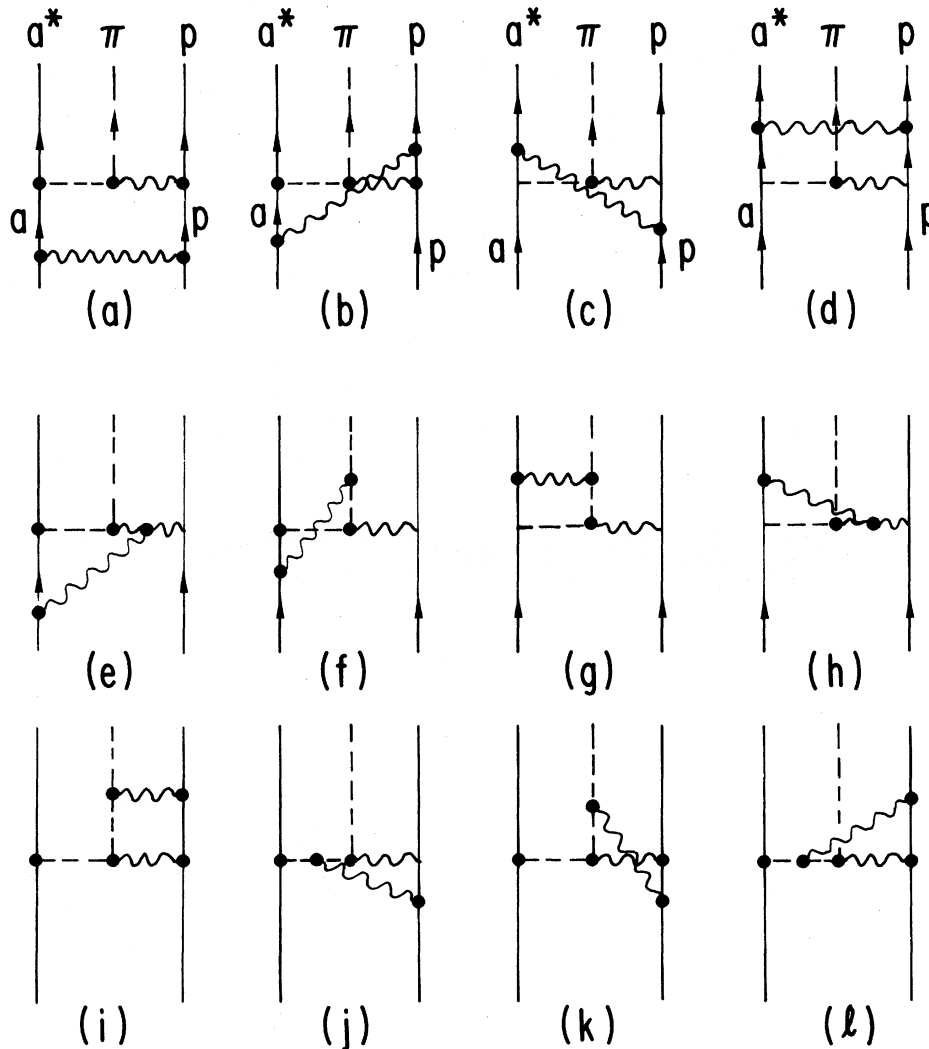 a* π p a* π p a* π p a* π p
a p a p a p a p
(a) (b) (c) (d)
(e) (f) (g) (h)
(i) (j) (k) (ℓ)